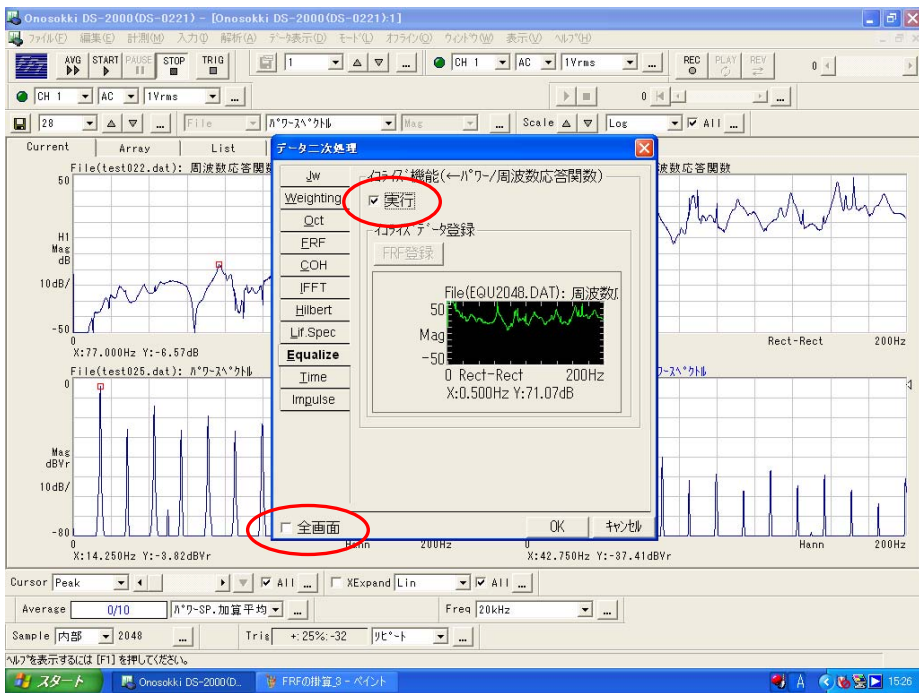 Onosokki DS-2000(DS-0221) - [Onosokki DS-2000(DS-0221):1]
ファイル(F) 編集(E) 計測(M) 入力(I) 解析(A) データ表示(D) モード(L) オフライン(O) ウィンドウ(W) 表示(V) ヘルプ(H)
AVG START PAUSE STOP TRIG 1 CH 1 AC 1Vrms ... REC PLAY REV 0
CH 1 AC 1Vrms ... 0 ...
28 ... File パワースペクトル Mag ... Scale Log All ...
Current Array List
データ二次処理
File(test022.dat): 周波数応答関数
波数応答関数
50
H1
Mag
dB
10dB/
-50
0
X:77.000Hz Y:-6.57dB
Rect-Rect 200Hz
File(test025.dat): パワースペクトル
ワースペクトル
0
Mag
dBVr
10dB/
-80
0
Hann 200Hz
X:14.250Hz Y:-3.82dBVr
0
Hann 200Hz
X:42.750Hz Y:-37.41dBVr
Jw
Weighting
Oct
FRF
COH
IFFT
Hilbert
Lif.Spec
Equalize
Time
Impulse
イコライズ機能(←パワー/周波数応答関数)
実行
イコライズデータ登録
FRF登録
File(EQU2048.DAT): 周波数応
50
Mag
-50
0 Rect-Rect 200Hz
X:0.500Hz Y:71.07dB
全画面
OK キャンセル
Cursor Peak All ... XExpand Lin All ...
Average 0/10 パワーSP.加算平均 ... Freq 20kHz ...
Sample 内部 2048 ... Trig +: 25%:-32 リピート ...
ヘルプを表示するには [F1] を押してください。
スタート Onosokki DS-2000(D... FRFの掛算_3 - ペイント A 15:26